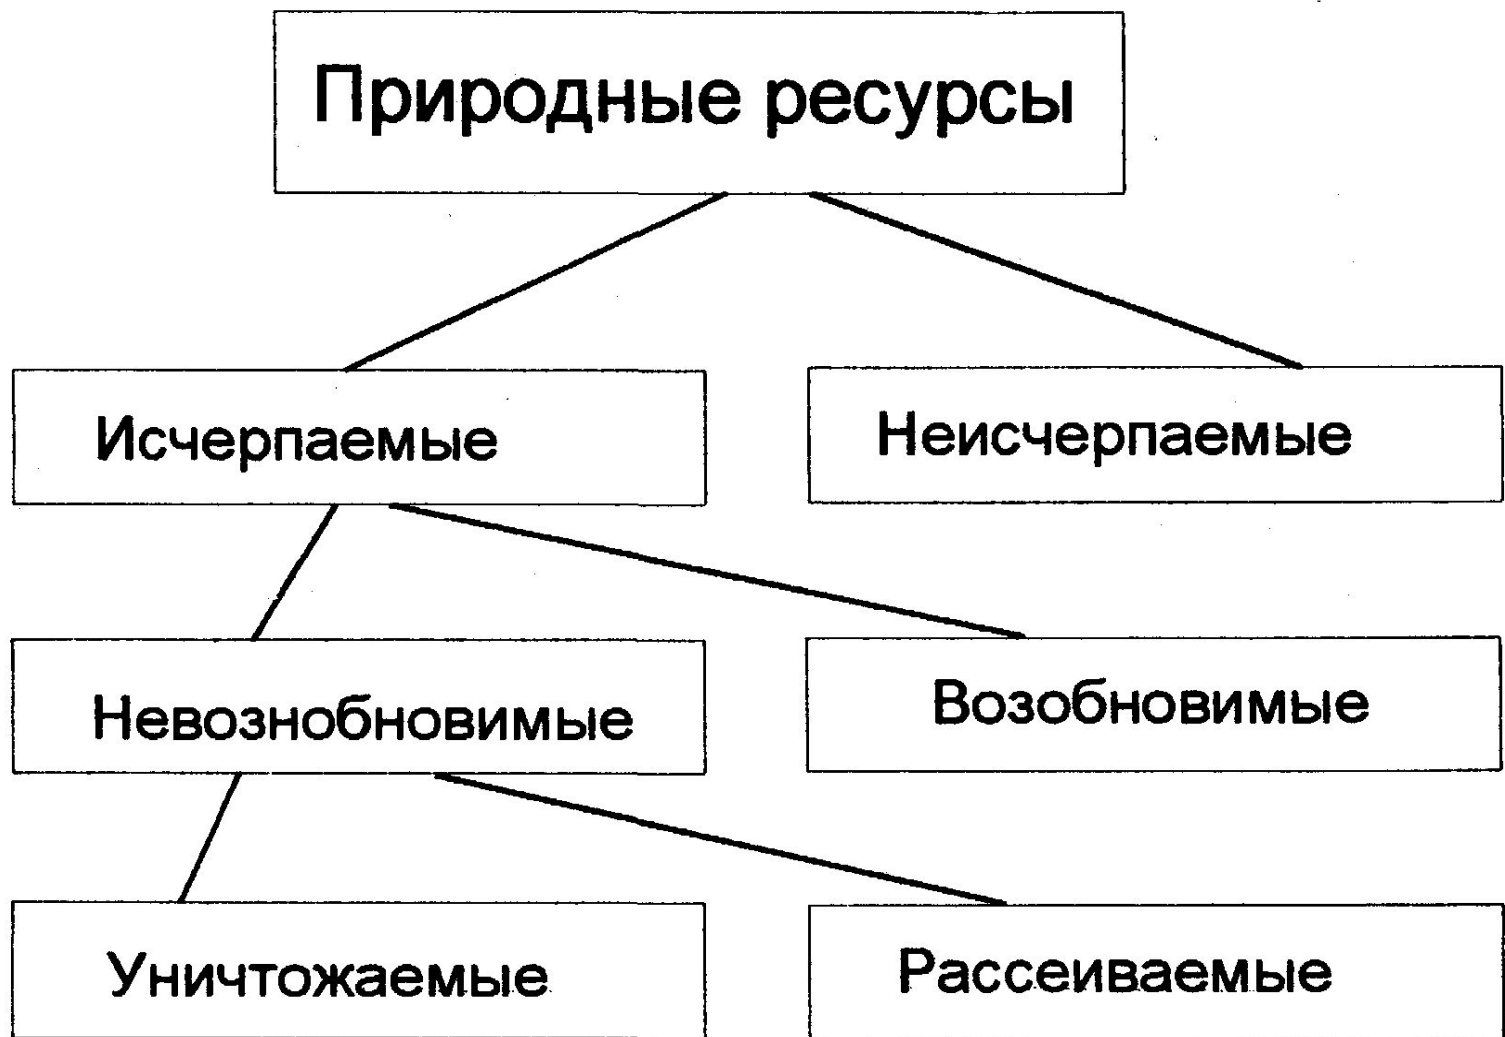 Природные ресурсы
Исчерпаемые
Неисчерпаемые
Невознобновимые
Возобновимые
Уничтожаемые
Рассеиваемые